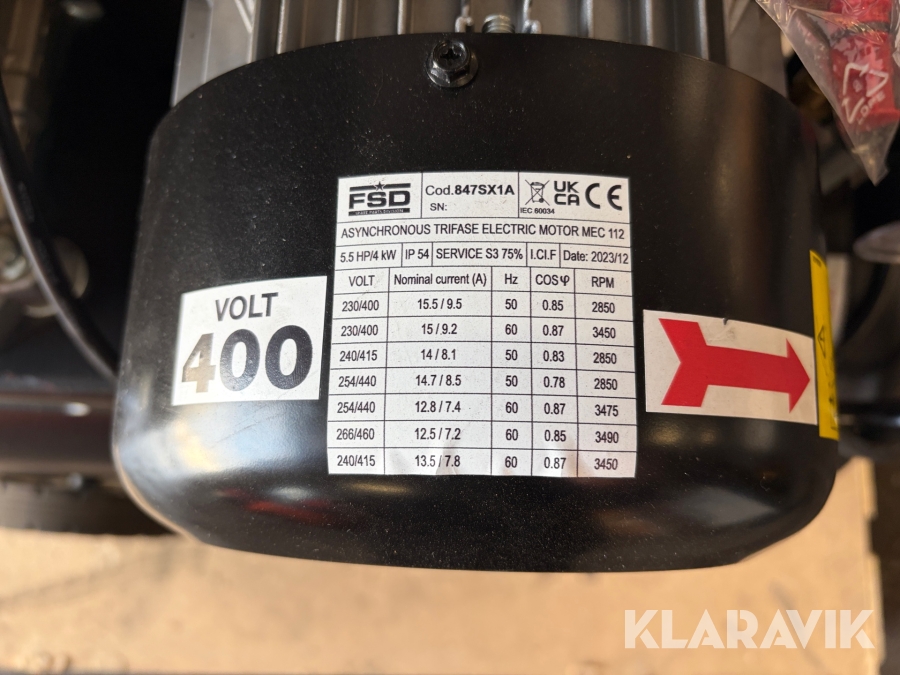 FSD
Cod.847SX1A
SN:
IEC 60034
UK
CA
CE
ASYNCHRONOUS TRIFASE ELECTRIC MOTOR MEC 112
5.5 HP/4 kW IP 54 SERVICE S3 75% I.Cl.F Date: 2023/12
VOLT Nominal current (A) Hz COSφ RPM
230/400 15.5 / 9.5 50 0.85 2850
230/400 15 / 9.2 60 0.87 3450
240/415 14 / 8.1 50 0.83 2850
254/440 14.7 / 8.5 50 0.78 2850
254/440 12.8 / 7.4 60 0.87 3475
266/460 12.5 / 7.2 60 0.85 3490
240/415 13.5 / 7.8 60 0.87 3450
VOLT
400
KLARAVIK